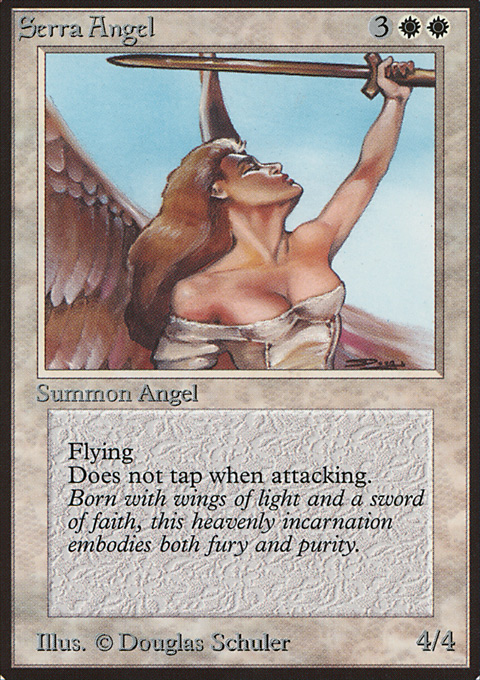 Serra Angel 3
Summon Angel
Flying
Does not tap when attacking.
Born with wings of light and a sword
of faith, this heavenly incarnation
embodies both fury and purity.
Illus. © Douglas Schuler 4/4